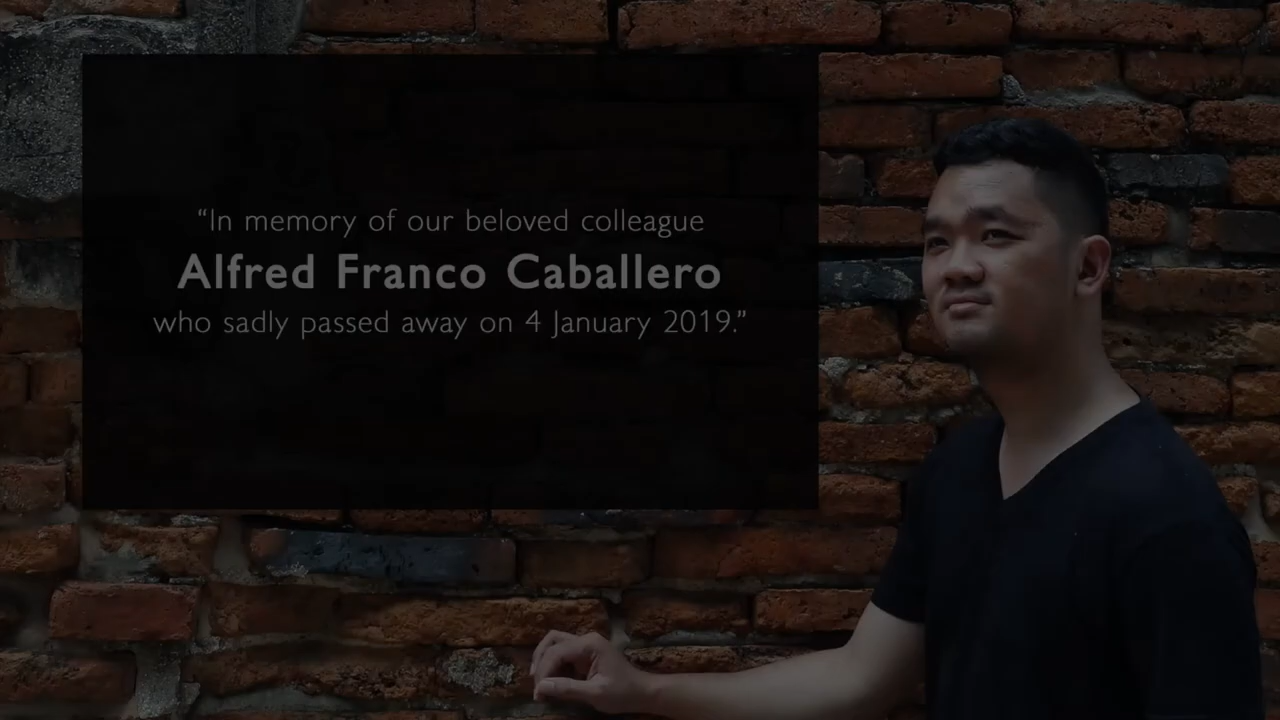 “In memory of our beloved colleague
Alfred Franco Caballero
who sadly passed away on 4 January 2019.”